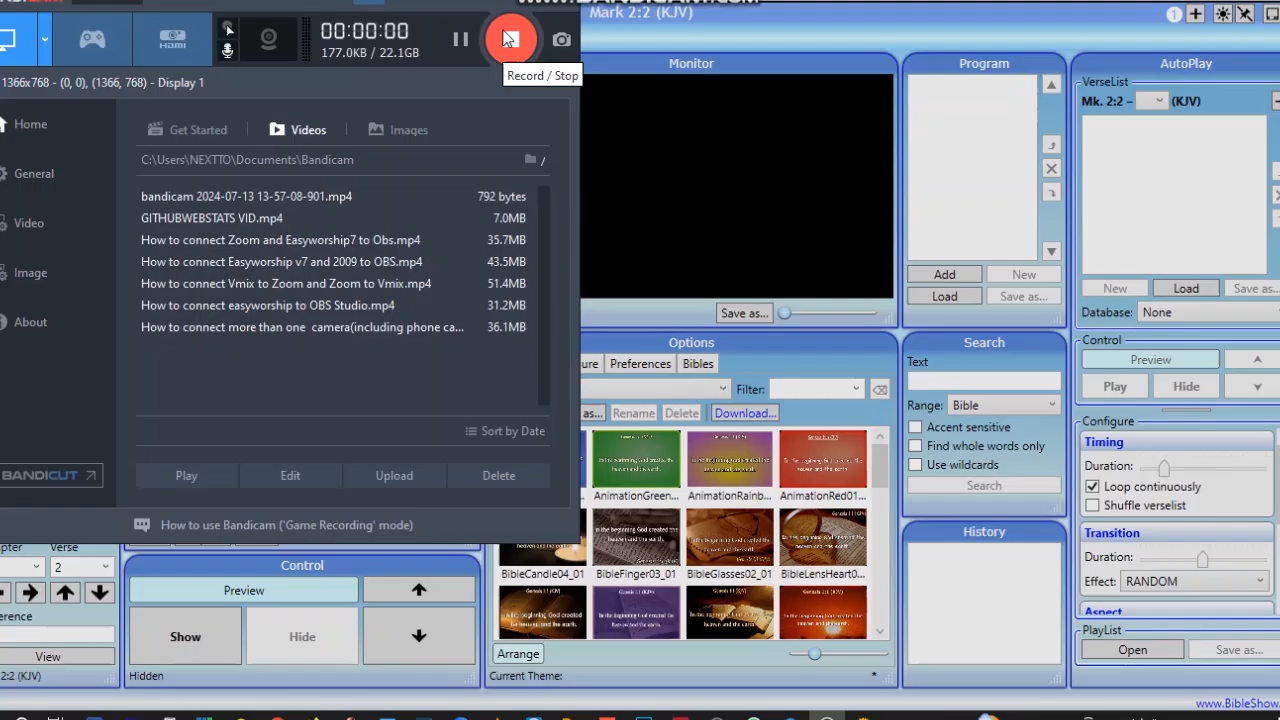 WWW.BANDICAM.COM
HDMI
00:00:00
177.0KB / 22.1GB
Record / Stop
1366x768 - (0, 0), (1366, 768) - Display 1
Home
General
Video
Image
About
BANDICUT
Get Started
Videos
Images
C:\Users\NEXTTO\Documents\Bandicam
/
bandicam 2024-07-13 13-57-08-901.mp4 792 bytes
GITHUBWEBSTATS VID.mp4 7.0MB
How to connect Zoom and Easyworship7 to Obs.mp4 35.7MB
How to connect Easyworship v7 and 2009 to OBS.mp4 43.5MB
How to connect Vmix to Zoom and Zoom to Vmix.mp4 51.4MB
How to connect easyworship to OBS Studio.mp4 31.2MB
How to connect more than one camera(including phone ca... 36.1MB
Sort by Date
Play Edit Upload Delete
How to use Bandicam ('Game Recording' mode)
Mark 2:2 (KJV)
1
Monitor
Save as...
Program
Add New
Load Save as...
AutoPlay
VerseList
Mk. 2:2 – (KJV)
New Load Save as...
Database: None
Control
Preview
Play Hide
Configure
Timing
Duration:
Loop continuously
Shuffle verselist
Transition
Duration:
Effect: RANDOM
Aspect
PlayList
Open Save as...
Options
ure Preferences Bibles
Filter:
as... Rename Delete Download...
AnimationGreen... AnimationRainb... AnimationRed01...
BibleCandle04_01 BibleFinger03_01 BibleGlasses02_01 BibleLensHeart0...
Arrange
Current Theme: *
Search
Text
Range: Bible
Accent sensitive
Find whole words only
Use wildcards
Search
History
apter Verse
2
erence
View
2:2 (KJV)
Control
Preview
Show Hide
Hidden
www.BibleShow.